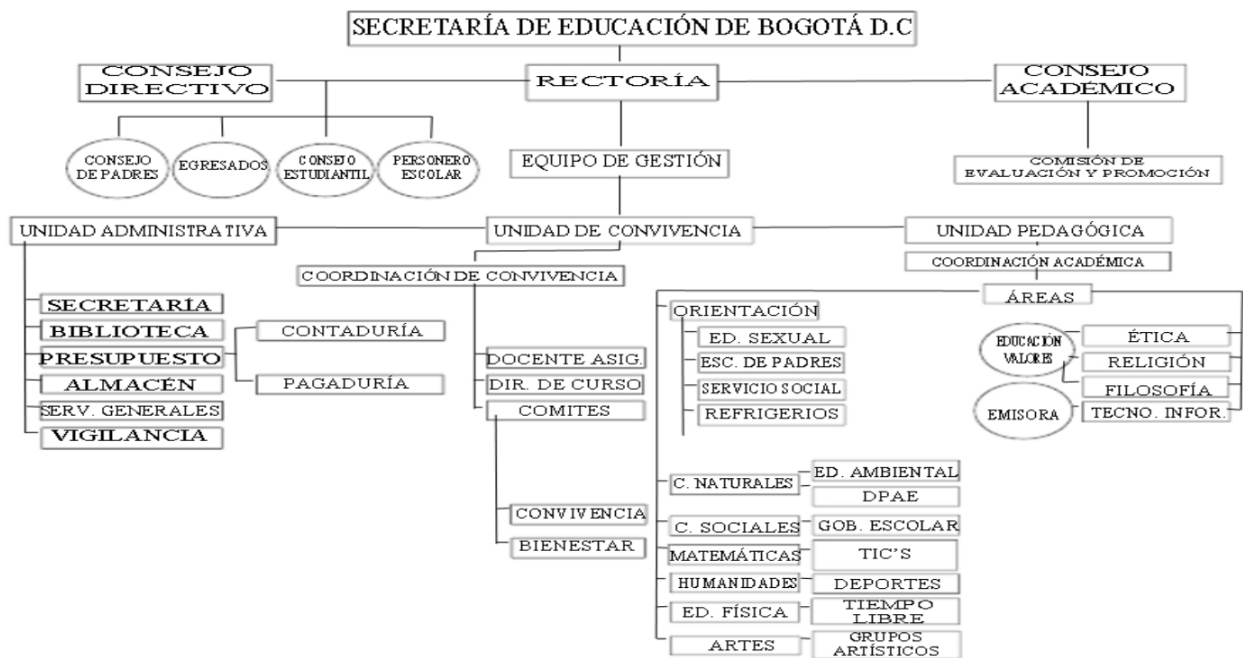 SECRETARÍA DE EDUCACIÓN DE BOGOTÁ D.C
CONSEJO
DIRECTIVO
RECTORÍA
CONSEJO
ACADÉMICO
CONSEJO
DE PADRES
EGRESADOS
CONSEJO
ESTUDIANTIL
PERSONERO
ESCOLAR
EQUIPO DE GESTIÓN
COMISIÓN DE
EVALUACIÓN Y PROMOCIÓN
UNIDAD ADMINISTRATIVA
UNIDAD DE CONVIVENCIA
UNIDAD PEDAGÓGICA
COORDINACIÓN DE CONVIVENCIA
COORDINACIÓN ACADÉMICA
SECRETARÍA
BIBLIOTECA
PRESUPUESTO
ALMACÉN
SERV. GENERALES
VIGILANCIA
CONTADURÍA
PAGADURÍA
DOCENTE ASIG.
DIR. DE CURSO
COMITES
CONVIVENCIA
BIENESTAR
ÁREAS
ORIENTACIÓN
ED. SEXUAL
ESC. DE PADRES
SERVICIO SOCIAL
REFRIGERIOS
EDUCACIÓN
VALORES
ÉTICA
RELIGIÓN
FILOSOFÍA
EMISORA
TECNO. INFOR.
C. NATURALES
ED. AMBIENTAL
DPAE
C. SOCIALES
GOB. ESCOLAR
MATEMÁTICAS
TIC'S
HUMANIDADES
DEPORTES
ED. FÍSICA
TIEMPO
LIBRE
ARTES
GRUPOS
ARTÍSTICOS